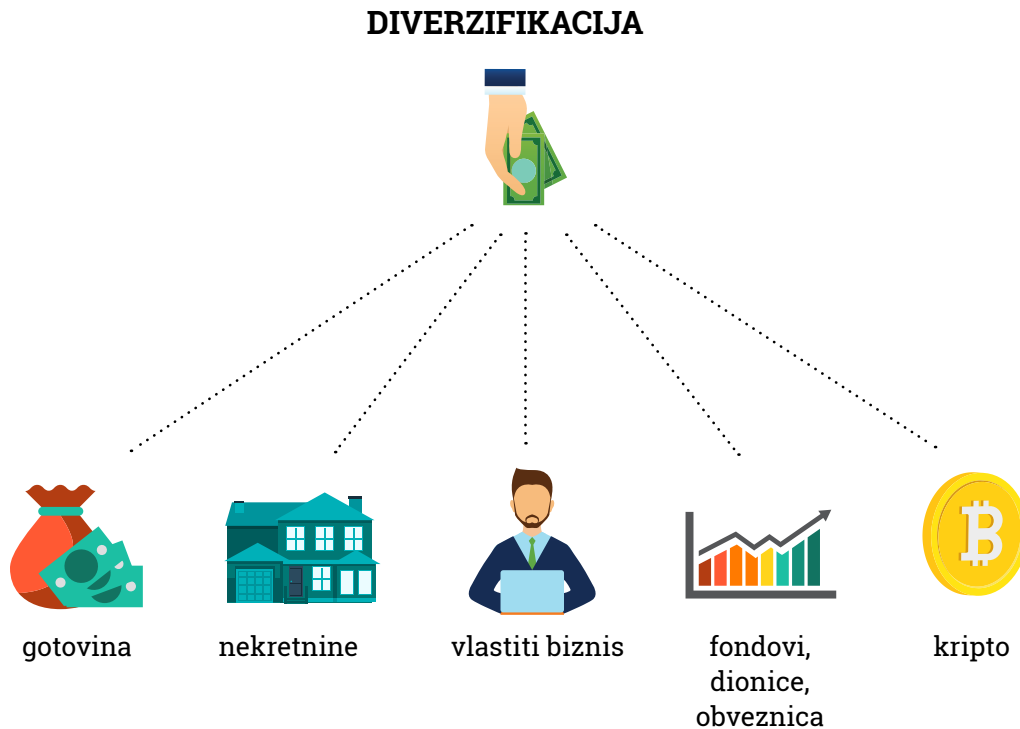 DIVERZIFIKACIJA
gotovina
nekretnine
vlastiti biznis
fondovi,
dionice,
obveznica
kripto